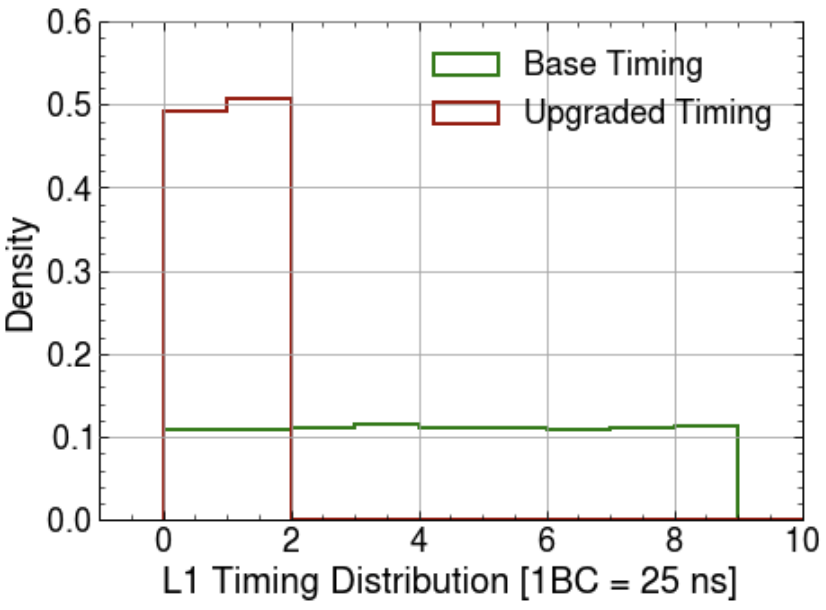 0.6
Base Timing
0.5
Upgraded Timing
0.4
0.3
0.2
0.1
0.0
Density
0 2 4 6 8 10
L1 Timing Distribution [1BC = 25 ns]